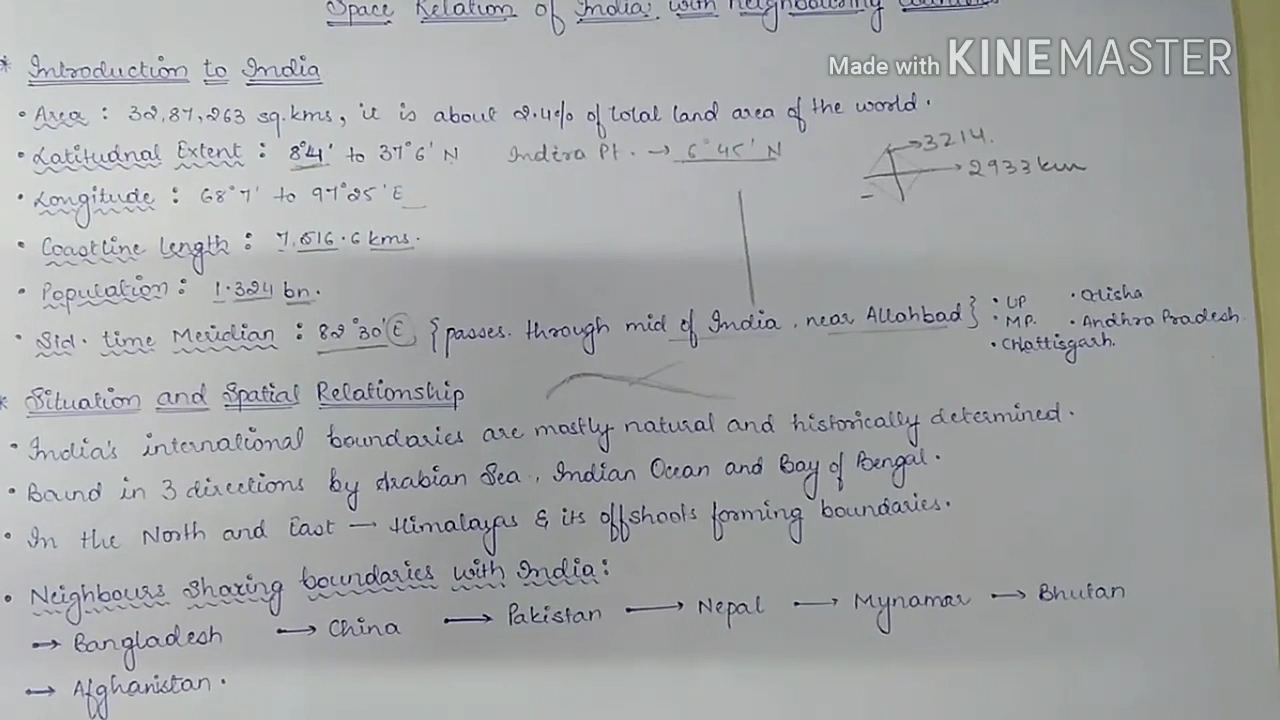 Space Relation of India: with neighbouring countries
Made with KINEMASTER
* Introduction to India
• Area : 32,87,263 sq.kms, it is about 2.4% of total land area of the world.
• Latitudnal Extent : 8°4' to 37°6' N Indira Pt. → 6°45' N
→ 3214.
→ 2933 km
• Longitude : 68°7' to 97°25' E
• Coastline length : 7,516.6 kms.
• Population : 1.324 bn.
• Std. time Meridian : 82°30' E {passes through mid of India, near Allahbad} • UP • Odisha
• MP. • Andhra Pradesh
• Chattisgarh.
* Situation and Spatial Relationship
• India's international boundaries are mostly natural and historically determined.
• Bound in 3 directions by Arabian Sea, Indian Ocean and Bay of Bengal.
• In the North and East — Himalayas & its offshoots forming boundaries.
• Neighbours sharing boundaries with India:
→ Bangladesh → China → Pakistan → Nepal → Mynamar → Bhutan
→ Afghanistan.